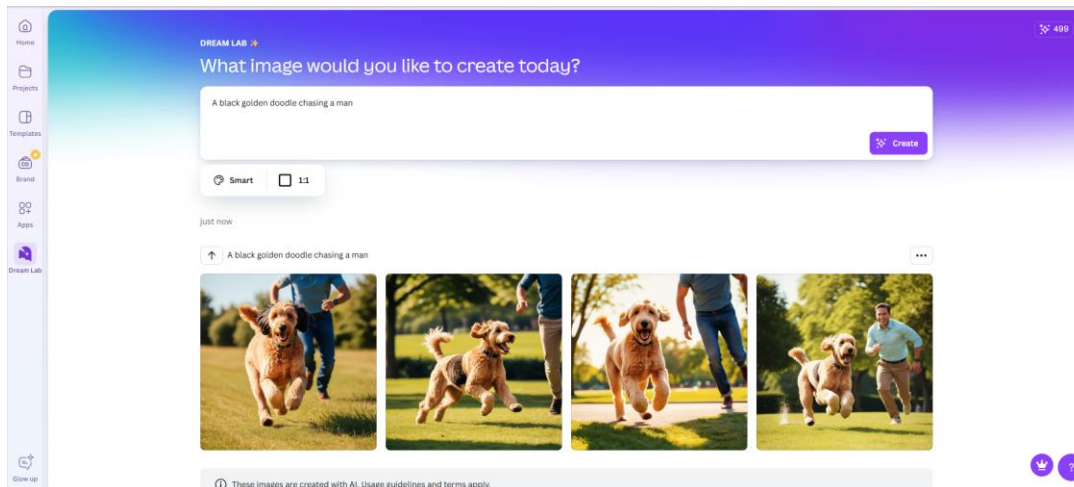 Home
Projects
Templates
Brand
Apps
Dream Lab
Glow up
499
DREAM LAB
What image would you like to create today?
A black golden doodle chasing a man
Create
Smart
1:1
just now
A black golden doodle chasing a man
These images are created with AI. Usage guidelines and terms apply.
?